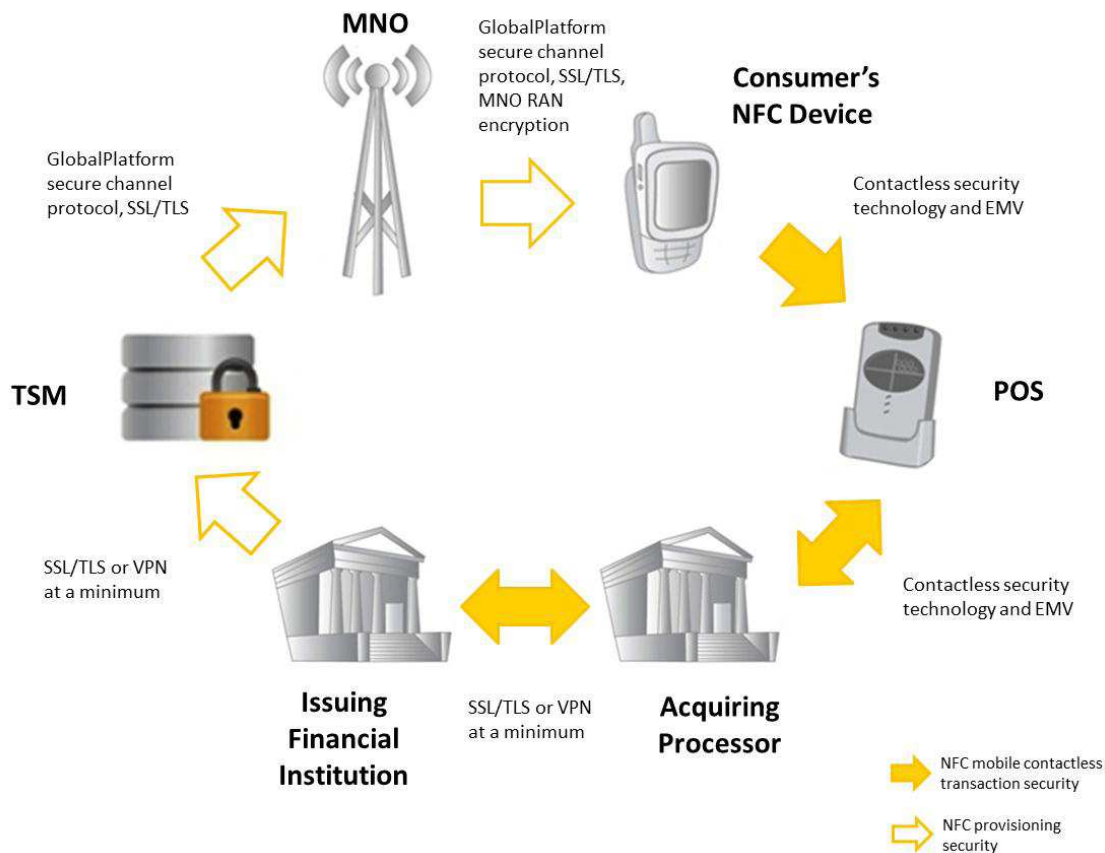 MNO
GlobalPlatform
secure channel
protocol, SSL/TLS,
MNO RAN
encryption
Consumer's
NFC Device
GlobalPlatform
secure channel
protocol, SSL/TLS
Contactless security
technology and EMV
TSM
POS
SSL/TLS or VPN
at a minimum
Contactless security
technology and EMV
Issuing
Financial
Institution
SSL/TLS or VPN
at a minimum
Acquiring
Processor
NFC mobile contactless
transaction security
NFC provisioning
security